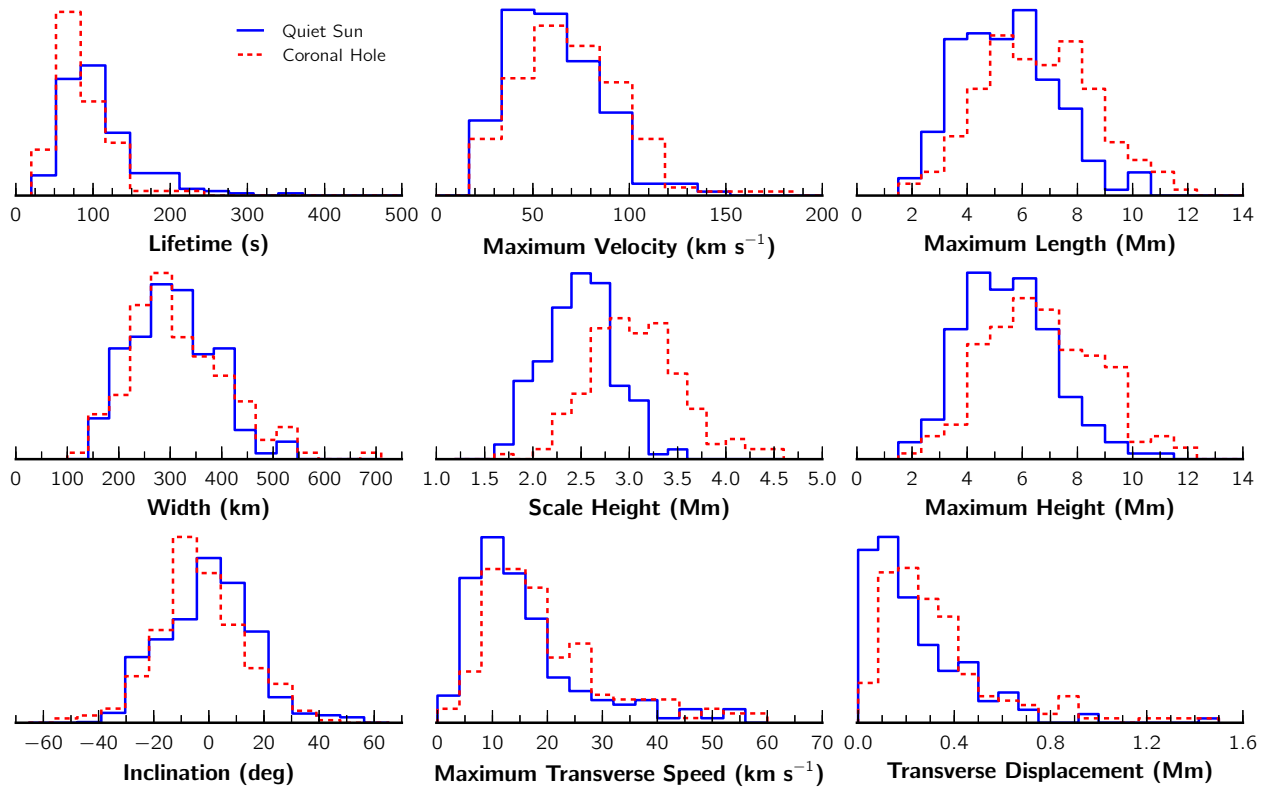 Quiet Sun
Coronal Hole
0 100 200 300 400 500
Lifetime (s)
50 100 150 200
Maximum Velocity (km s⁻¹)
2 4 6 8 10 12 14
Maximum Length (Mm)
0 100 200 300 400 500 600 700
Width (km)
1.0 1.5 2.0 2.5 3.0 3.5 4.0 4.5 5.0
Scale Height (Mm)
2 4 6 8 10 12 14
Maximum Height (Mm)
−60 −40 −20 0 20 40 60
Inclination (deg)
0 10 20 30 40 50 60 70
Maximum Transverse Speed (km s⁻¹)
0.0 0.4 0.8 1.2 1.6
Transverse Displacement (Mm)